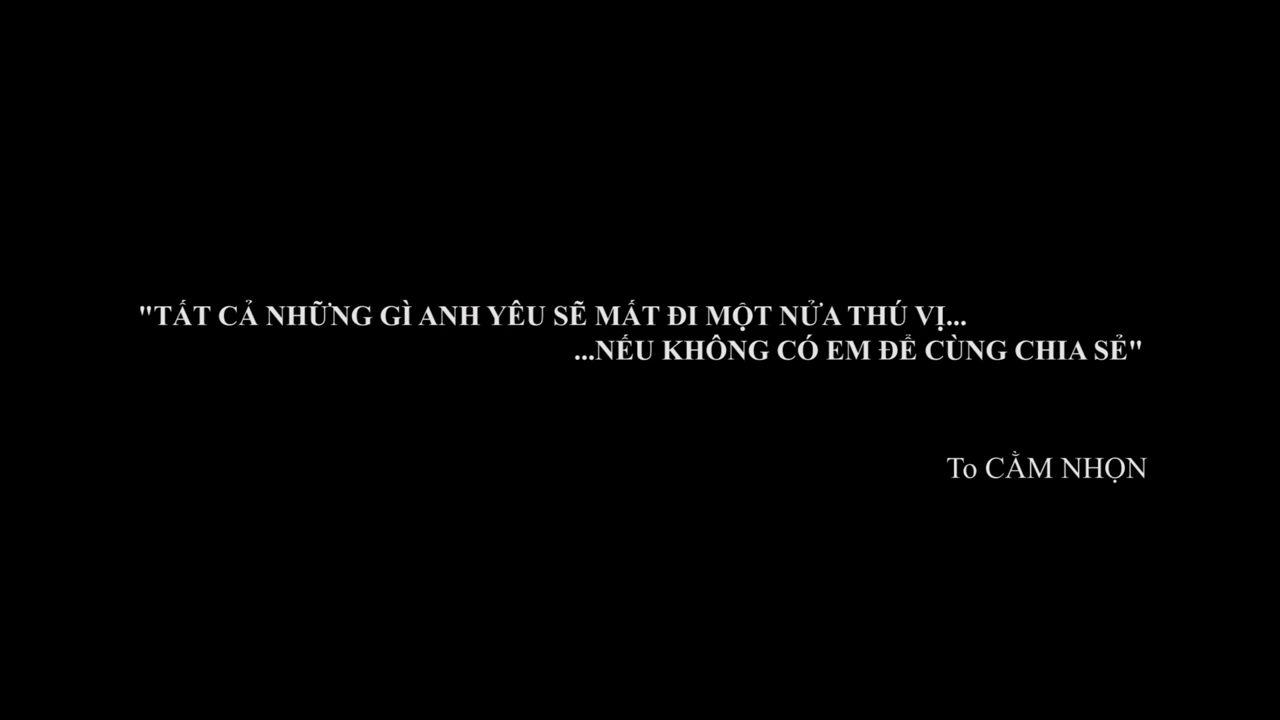 "TẤT CẢ NHỮNG GÌ ANH YÊU SẼ MẤT ĐI MỘT NỬA THÚ VỊ...
...NẾU KHÔNG CÓ EM ĐỂ CÙNG CHIA SẺ"
To CẰM NHỌN